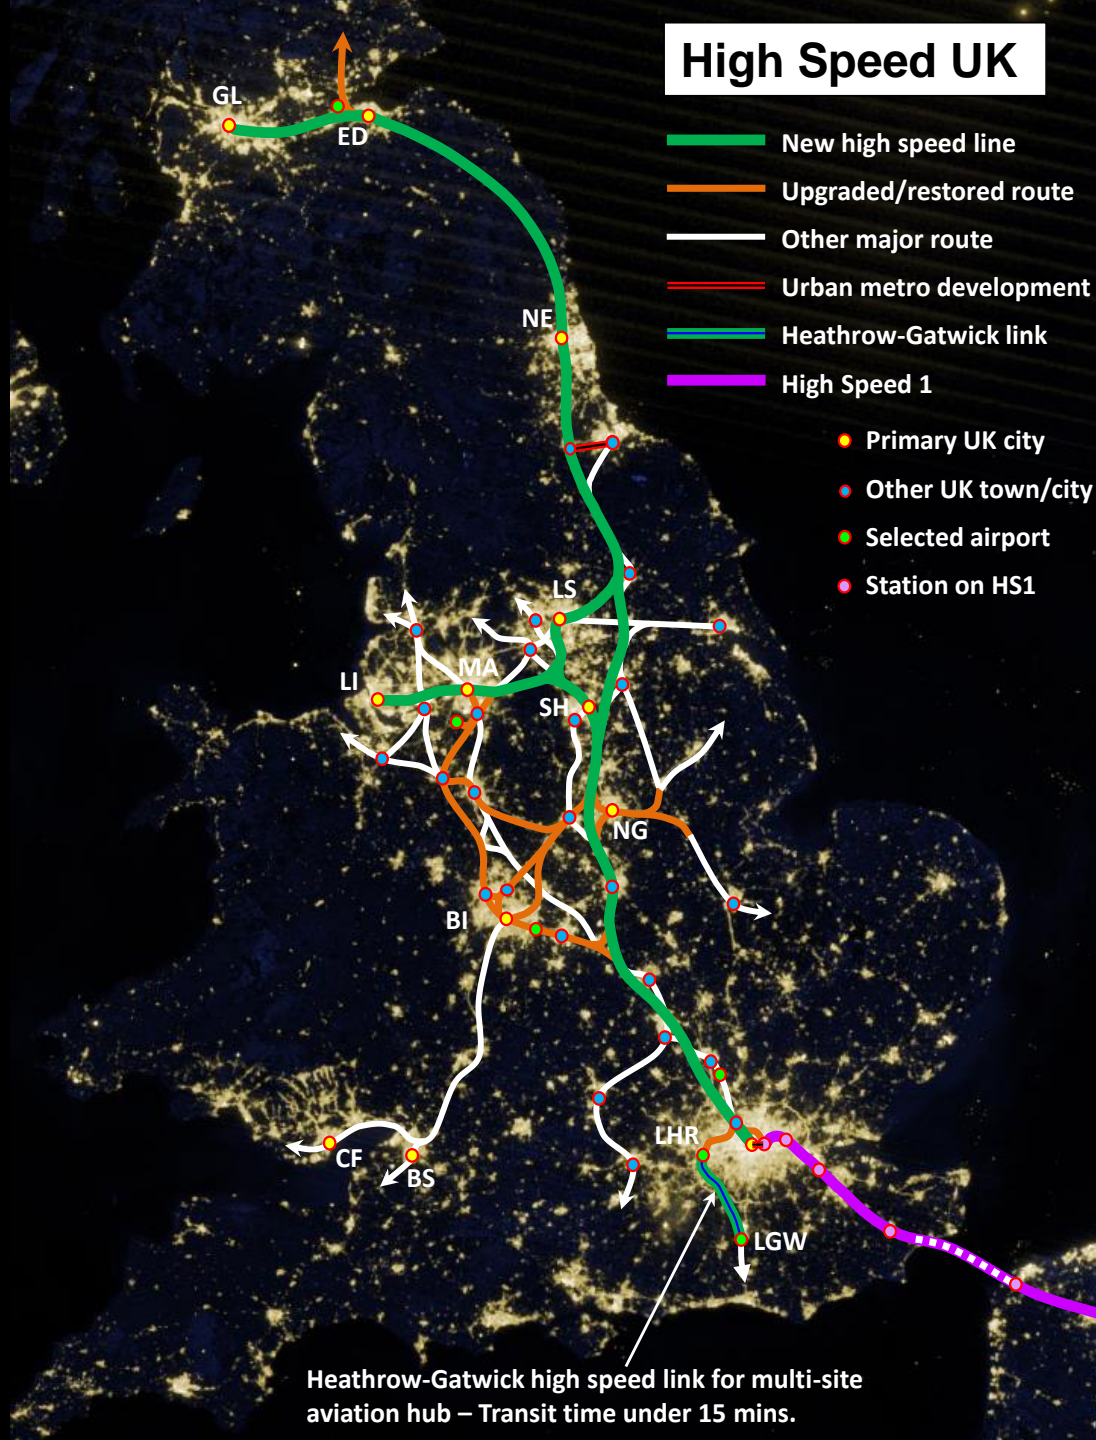 High Speed UK
New high speed line
Upgraded/restored route
Other major route
Urban metro development
Heathrow-Gatwick link
High Speed 1
Primary UK city
Other UK town/city
Selected airport
Station on HS1
GL
ED
NE
LS
MA
LI
SH
NG
BI
LHR
CF
BS
LGW
Heathrow-Gatwick high speed link for multi-site
aviation hub – Transit time under 15 mins.